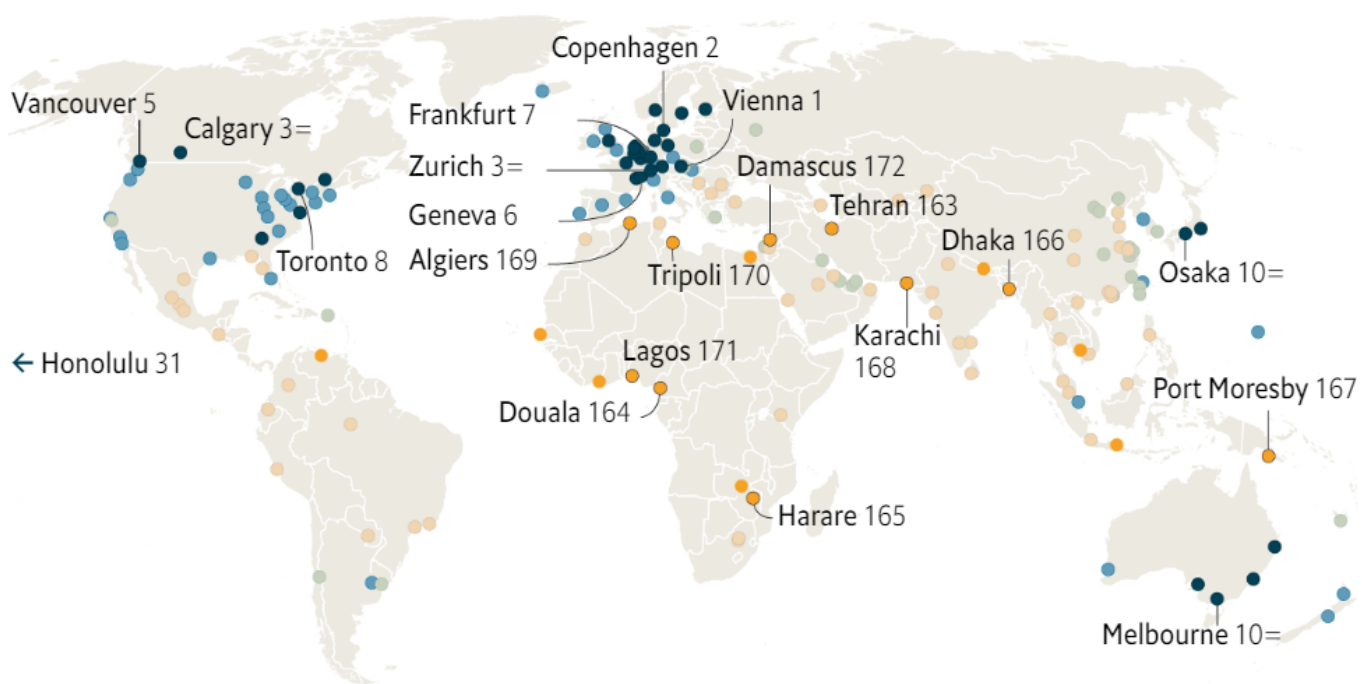 Copenhagen 2
Vancouver 5
Calgary 3=
Frankfurt 7
Vienna 1
Zurich 3=
Damascus 172
Geneva 6
Tehran 163
Algiers 169
Toronto 8
Tripoli 170
Dhaka 166
Osaka 10=
Karachi
168
← Honolulu 31
Lagos 171
Douala 164
Port Moresby 167
Harare 165
Melbourne 10=